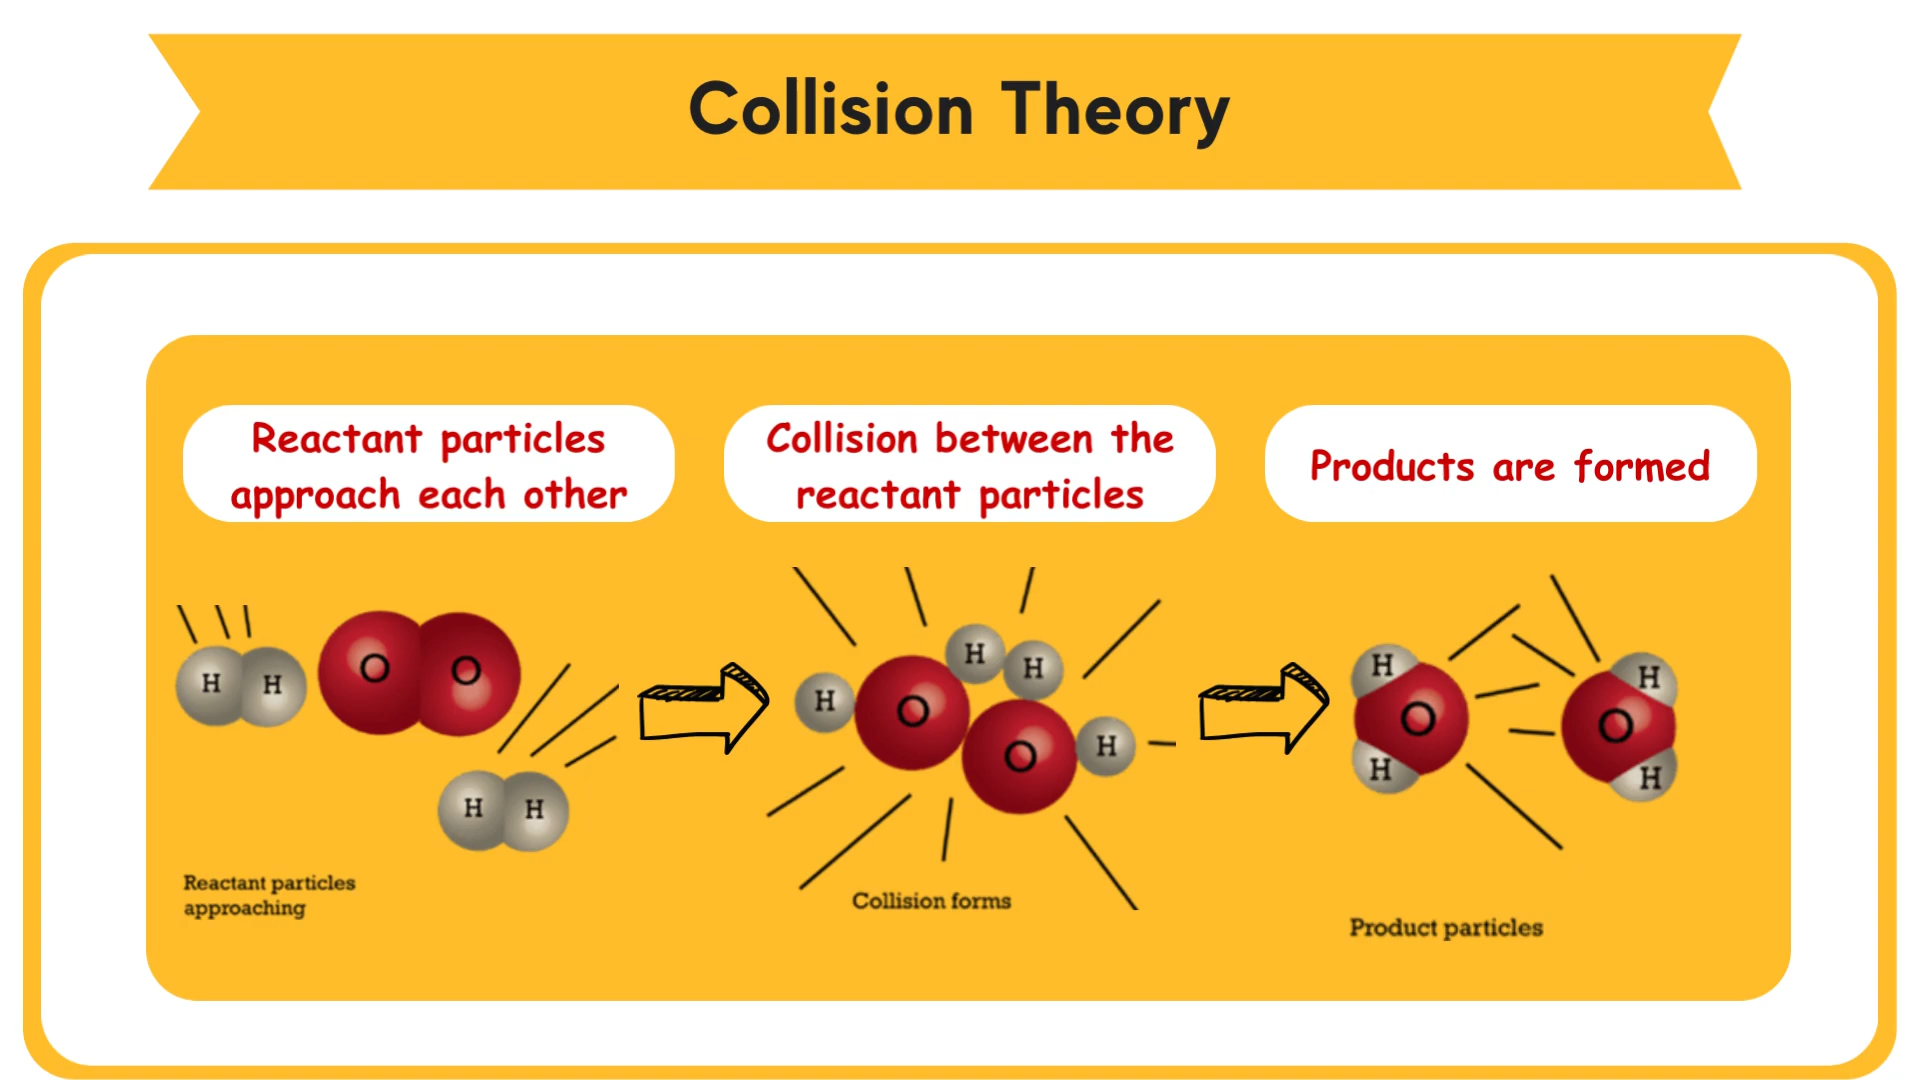 Collision Theory
Reactant particles
approach each other
Collision between the
reactant particles
Products are formed
H H O O
H H
Reactant particles
approaching
H O H H O H
Collision forms
H O H
H O H
Product particles